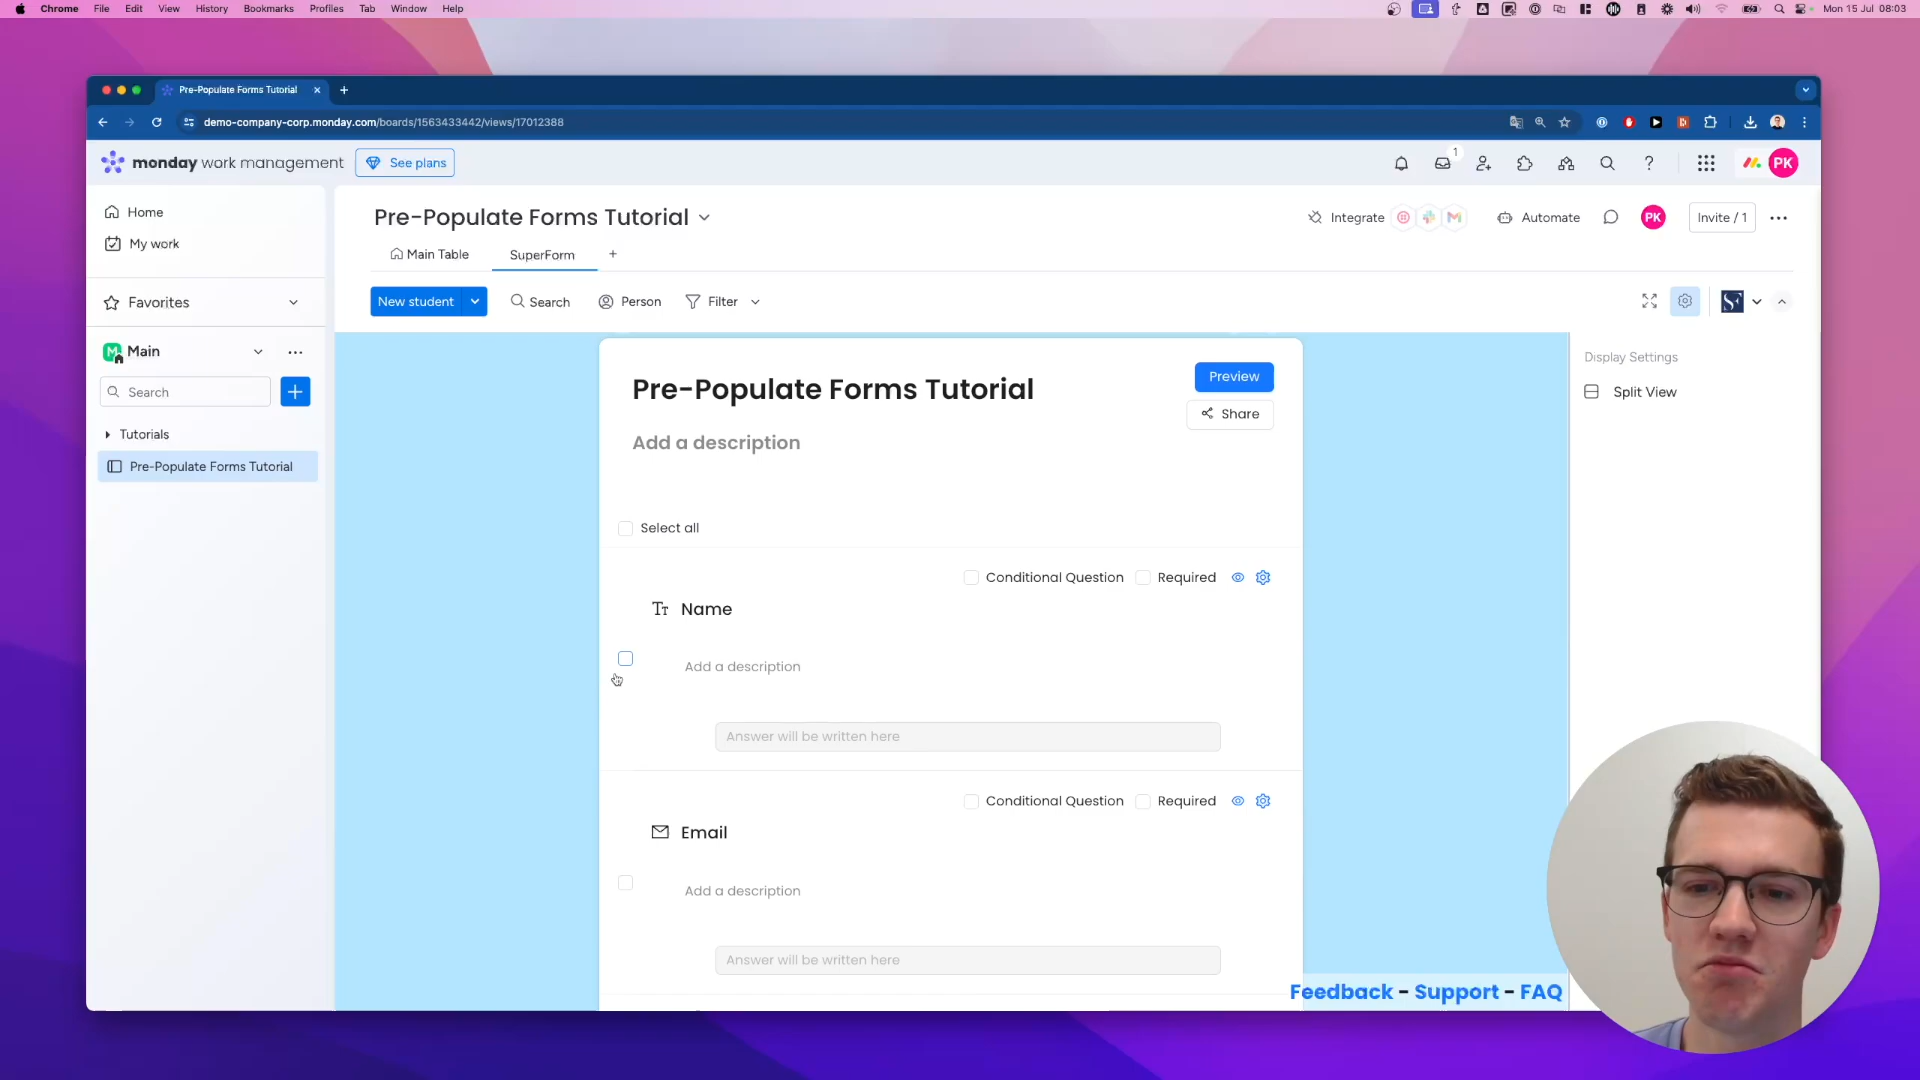 Chrome File Edit View History Bookmarks Profiles Tab Window Help Mon 15 Jul 08:03
Pre-Populate Forms Tutorial
demo-company-corp.monday.com/boards/1563433442/views/17012388
monday work management See plans 1 PK
Home
My work
Favorites
M Main
Search
Tutorials
Pre-Populate Forms Tutorial
Pre-Populate Forms Tutorial Integrate Automate PK Invite / 1
Main Table SuperForm
New student Search Person Filter SF
Pre-Populate Forms Tutorial Preview
Share
Add a description
Select all
Conditional Question Required
Name
Add a description
Answer will be written here
Conditional Question Required
Email
Add a description
Answer will be written here
Display Settings
Split View
Feedback - Support - FAQ